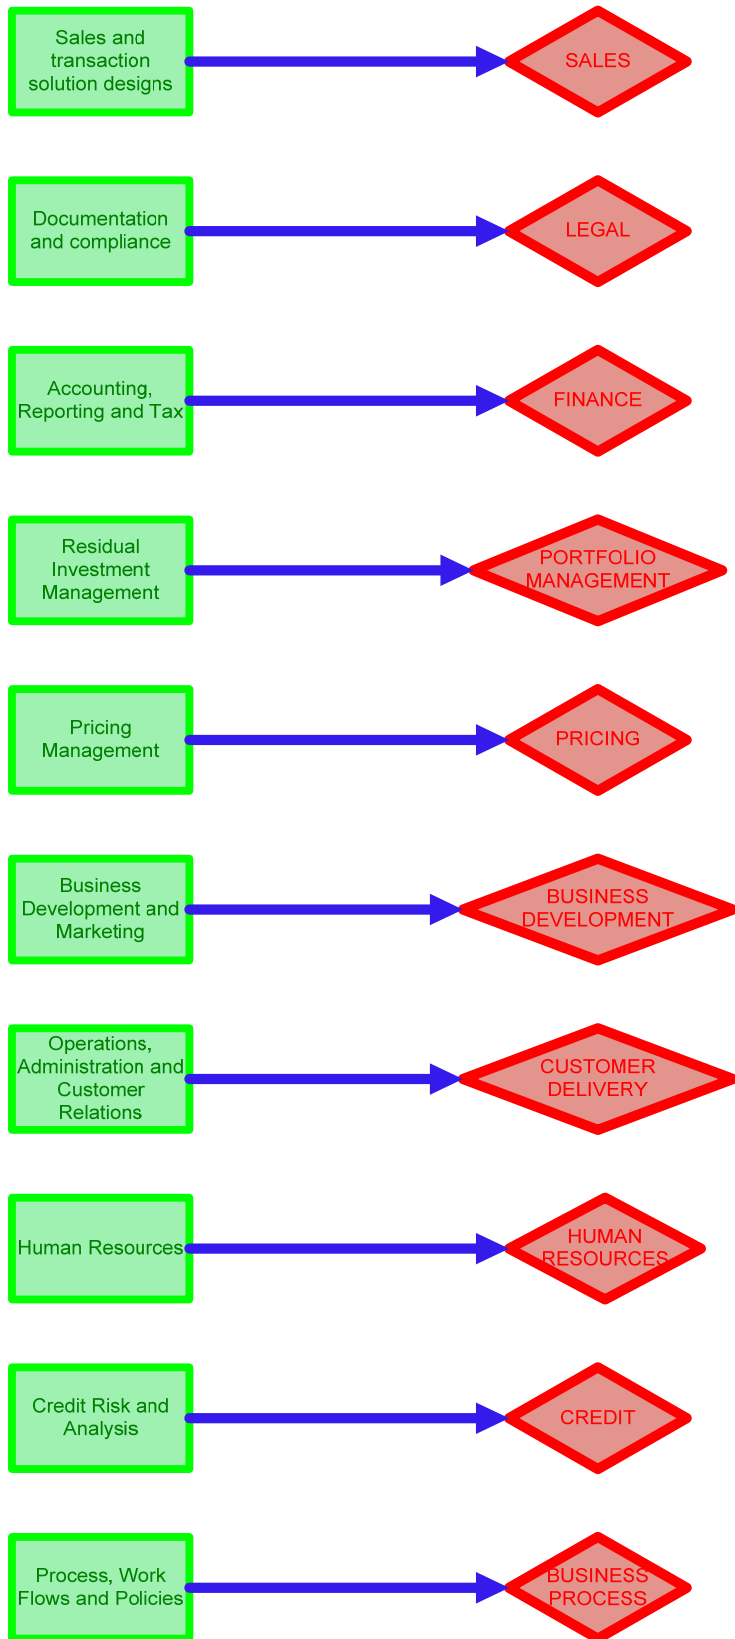 Sales and
transaction
solution designs
SALES
Documentation
and compliance
LEGAL
Accounting,
Reporting and Tax
FINANCE
Residual
Investment
Management
PORTFOLIO
MANAGEMENT
Pricing
Management
PRICING
Business
Development and
Marketing
BUSINESS
DEVELOPMENT
Operations,
Administration and
Customer
Relations
CUSTOMER
DELIVERY
Human Resources
HUMAN
RESOURCES
Credit Risk and
Analysis
CREDIT
Process, Work
Flows and Policies
BUSINESS
PROCESS